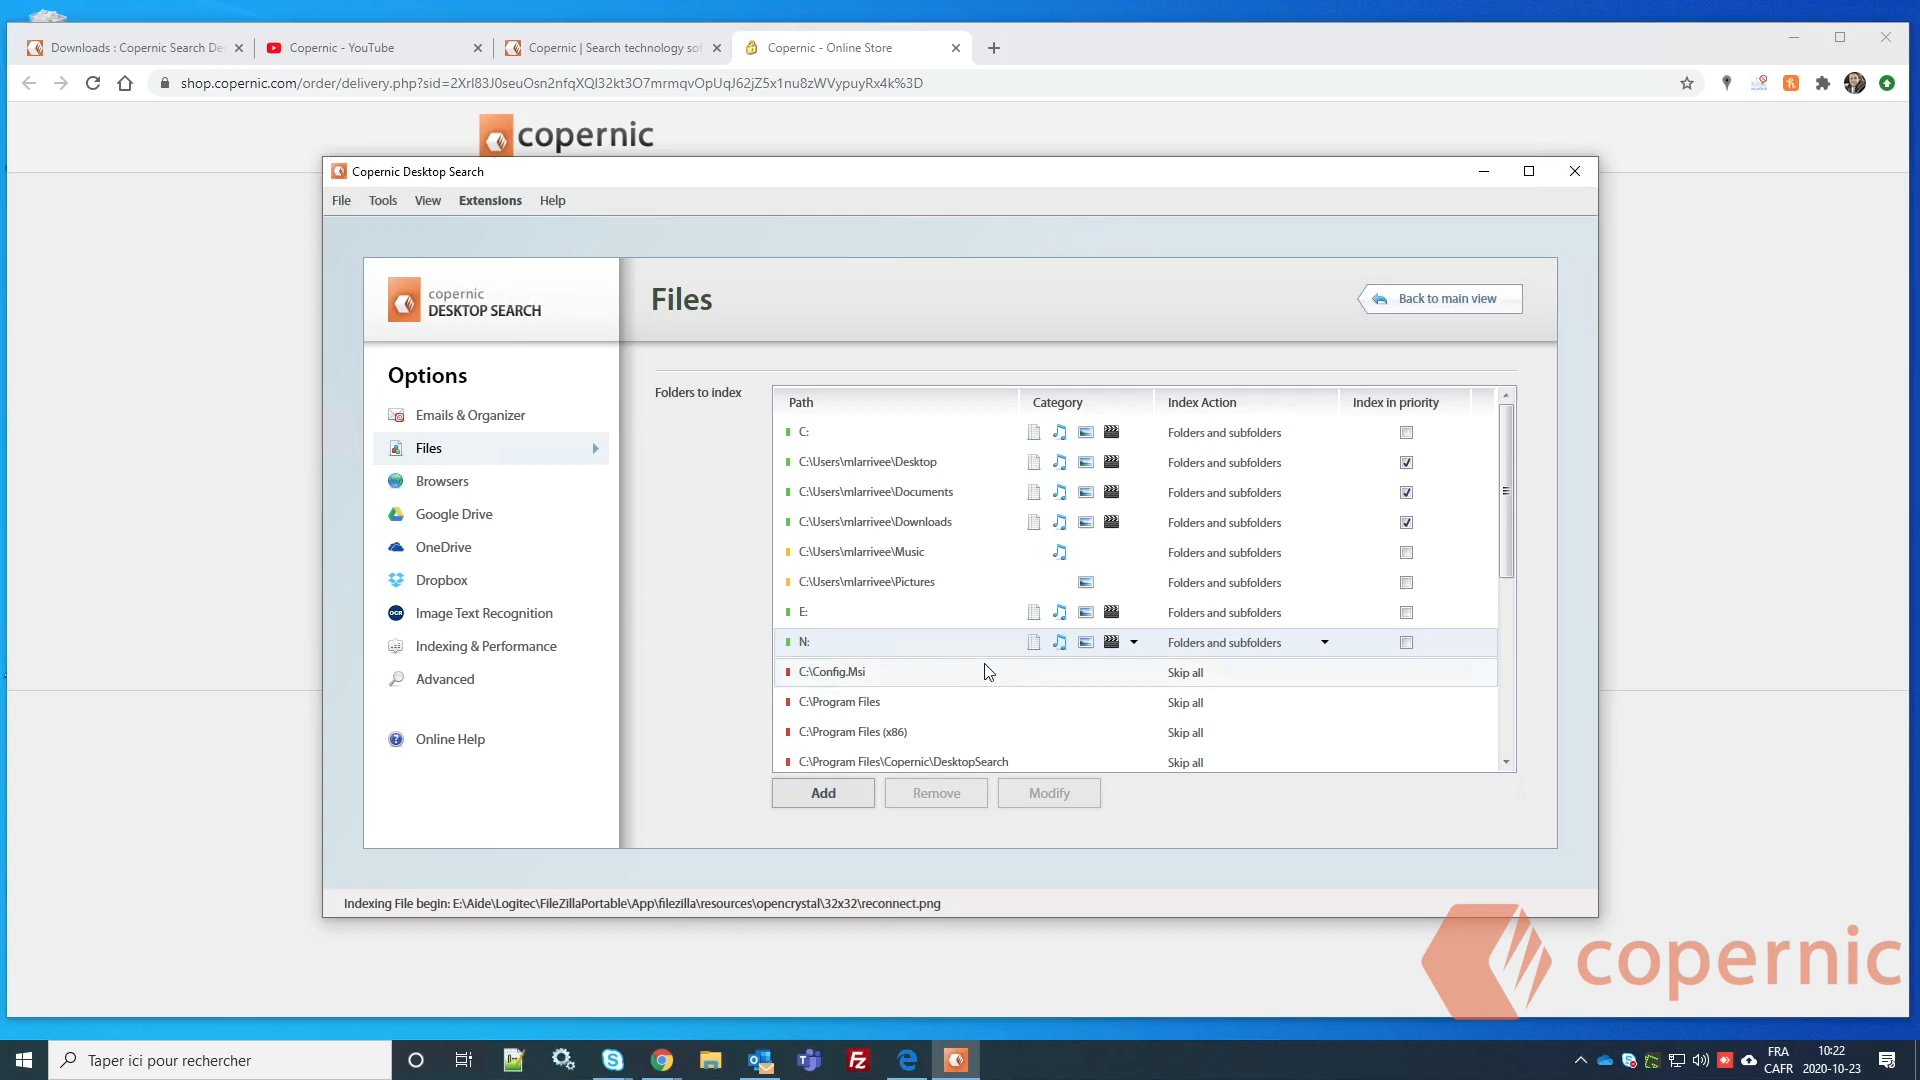 Downloads : Copernic Search De
Copernic - YouTube
Copernic | Search technology sof
Copernic - Online Store
shop.copernic.com/order/delivery.php?sid=2Xrl83J0seuOsn2nfqXQl32kt3O7mrmqvOpUqJ62jZ5x1nu8zWVypuyRx4k%3D
copernic
Copernic Desktop Search
File Tools View Extensions Help
copernic
DESKTOP SEARCH
Files
Back to main view
Options
Emails & Organizer
Files
Browsers
Google Drive
OneDrive
Dropbox
OCR Image Text Recognition
Indexing & Performance
Advanced
Online Help
Folders to index
Path Category Index Action Index in priority
C: Folders and subfolders
C:\Users\mlarrivee\Desktop Folders and subfolders
C:\Users\mlarrivee\Documents Folders and subfolders
C:\Users\mlarrivee\Downloads Folders and subfolders
C:\Users\mlarrivee\Music Folders and subfolders
C:\Users\mlarrivee\Pictures Folders and subfolders
E: Folders and subfolders
N: Folders and subfolders
C:\Config.Msi Skip all
C:\Program Files Skip all
C:\Program Files (x86) Skip all
C:\Program Files\Copernic\DesktopSearch Skip all
Add Remove Modify
Indexing File begin: E:\Aide\Logitec\FileZillaPortable\App\filezilla\resources\opencrystal\32x32\reconnect.png
copernic
Taper ici pour rechercher
FRA
CAFR
10:22
2020-10-23